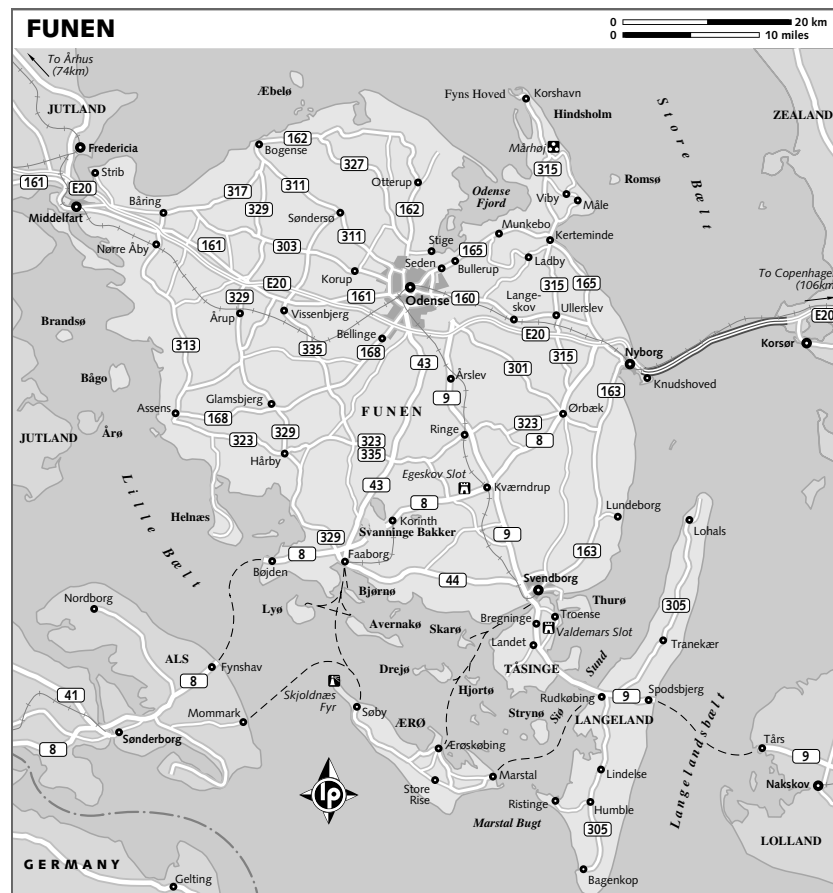 FUNEN
0 20 km
0 10 miles
To Århus
(74km)
JUTLAND
Æbelø
Fyns Hoved
Korshavn
Hindsholm
Store Bælt
ZEALAND
Fredericia
Strib
161
E20
Middelfart
Båring
Nørre Åby
Bogense
162
327
317
311
329
Otterup
Søndersø
162
311
161
303
Mårhøj
315
Viby
Måle
Romsø
Odense
Fjord
Munkebo
Kerteminde
Stige
165
Seden
Bullerup
Ladby
Korup
E20
161
Odense
160
Lange-
skov
315
165
Ullerslev
To Copenhagen
(106km)
E20
Korsør
Brandsø
329
Årup
Vissenbjerg
Bellinge
168
313
335
43
E20
315
Nyborg
Knudshoved
Bågo
Årslev
301
163
9
Glamsbjerg
Assens
168
FUNEN
Ørbæk
JUTLAND
Årø
323
329
323
335
Ringe
323
8
Hårby
Egeskov Slot
Kværndrup
43
8
Lille Bælt
Helnæs
Korinth
Svanninge Bakker
9
Lundeborg
Lohals
329
8
Faaborg
163
Bøjden
44
Svendborg
Nordborg
Bjørnø
Lyø
Avernakø
Skarø
Bregninge
Troense
Thurø
305
Valdemars Slot
Landet
Tranekær
ALS
Fynshav
Drejø
TÅSINGE
8
Skjoldnæs
Fyr
Hjortø
Siø Sund
Rudkøbing
9
Spodsbjerg
41
Mommark
Søby
ÆRØ
Strynø
LANGELAND
Langelandsbælt
8
Sønderborg
Ærøskøbing
Tårs
9
Nakskov
Store
Rise
Marstal
Lindelse
lp
Ristinge
Humble
Marstal Bugt
305
LOLLAND
GERMANY
Gelting
Bagenkop